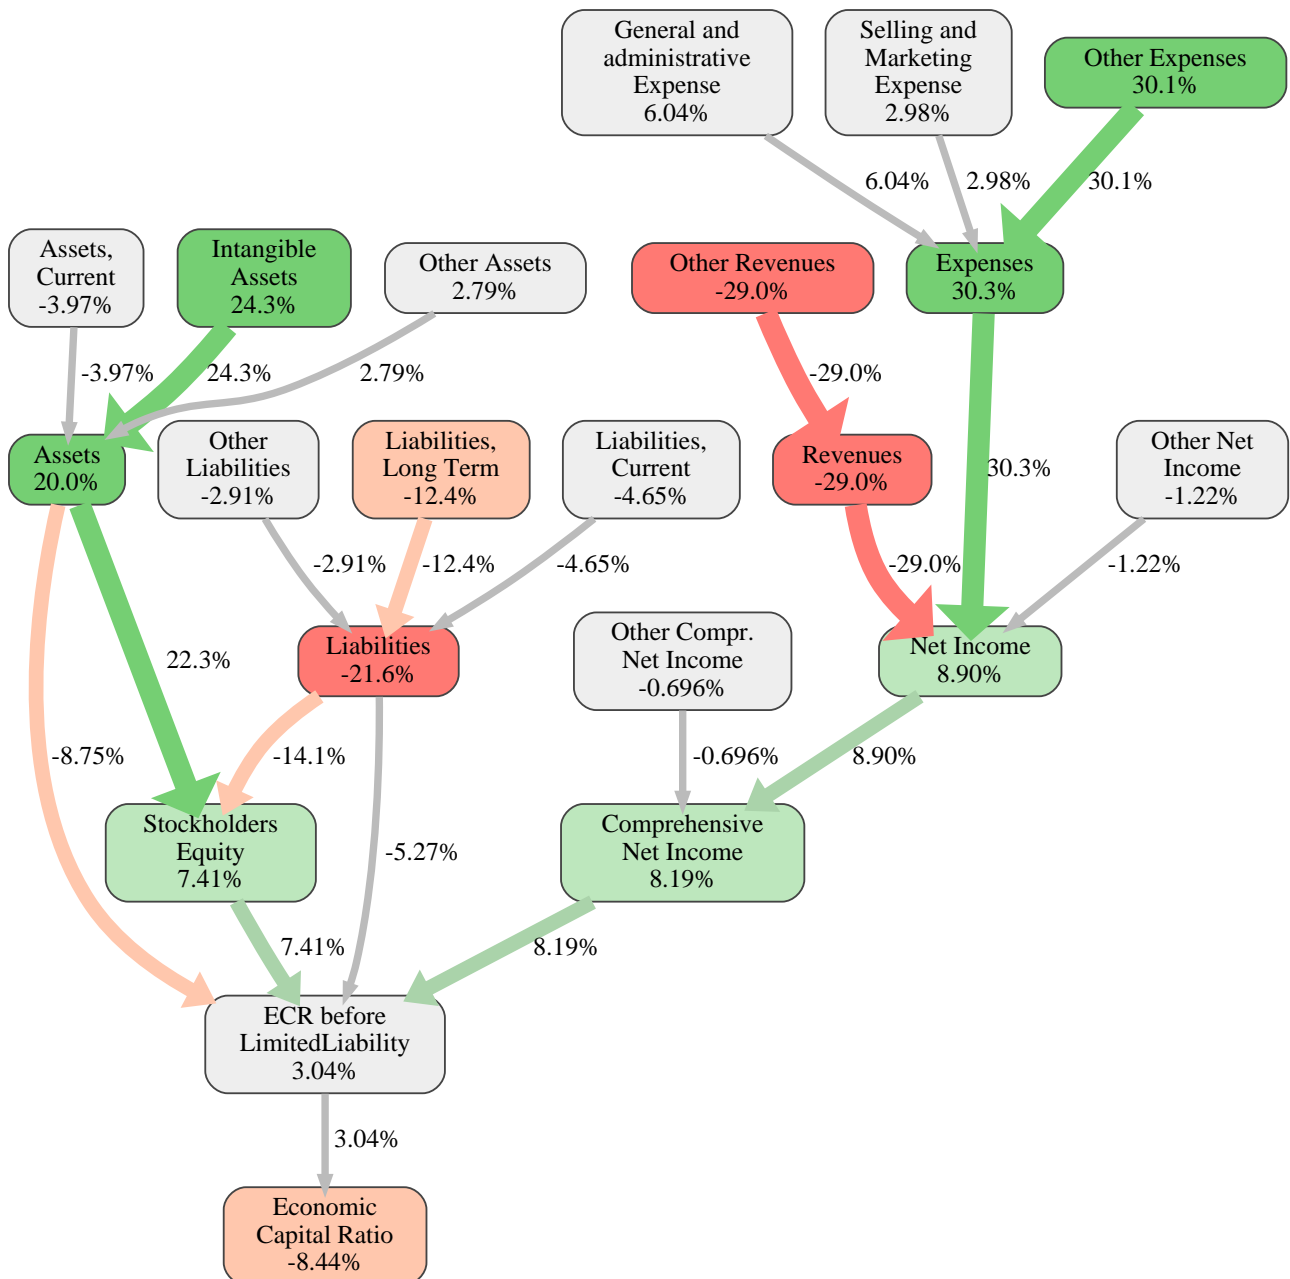 General and
administrative
Expense
6.04%
Selling and
Marketing
Expense
2.98%
Other Expenses
30.1%
6.04%
2.98%
30.1%
Assets,
Current
-3.97%
Intangible
Assets
24.3%
Other Assets
2.79%
Other Revenues
-29.0%
Expenses
30.3%
-3.97%
24.3%
2.79%
-29.0%
Assets
20.0%
Other
Liabilities
-2.91%
Liabilities,
Long Term
-12.4%
Liabilities,
Current
-4.65%
Revenues
-29.0%
30.3%
Other Net
Income
-1.22%
-2.91%
-12.4%
-4.65%
-29.0%
-1.22%
22.3%
Liabilities
-21.6%
Other Compr.
Net Income
-0.696%
Net Income
8.90%
-8.75%
-14.1%
-0.696%
8.90%
Stockholders
Equity
7.41%
-5.27%
Comprehensive
Net Income
8.19%
7.41%
8.19%
ECR before
LimitedLiability
3.04%
3.04%
Economic
Capital Ratio
-8.44%